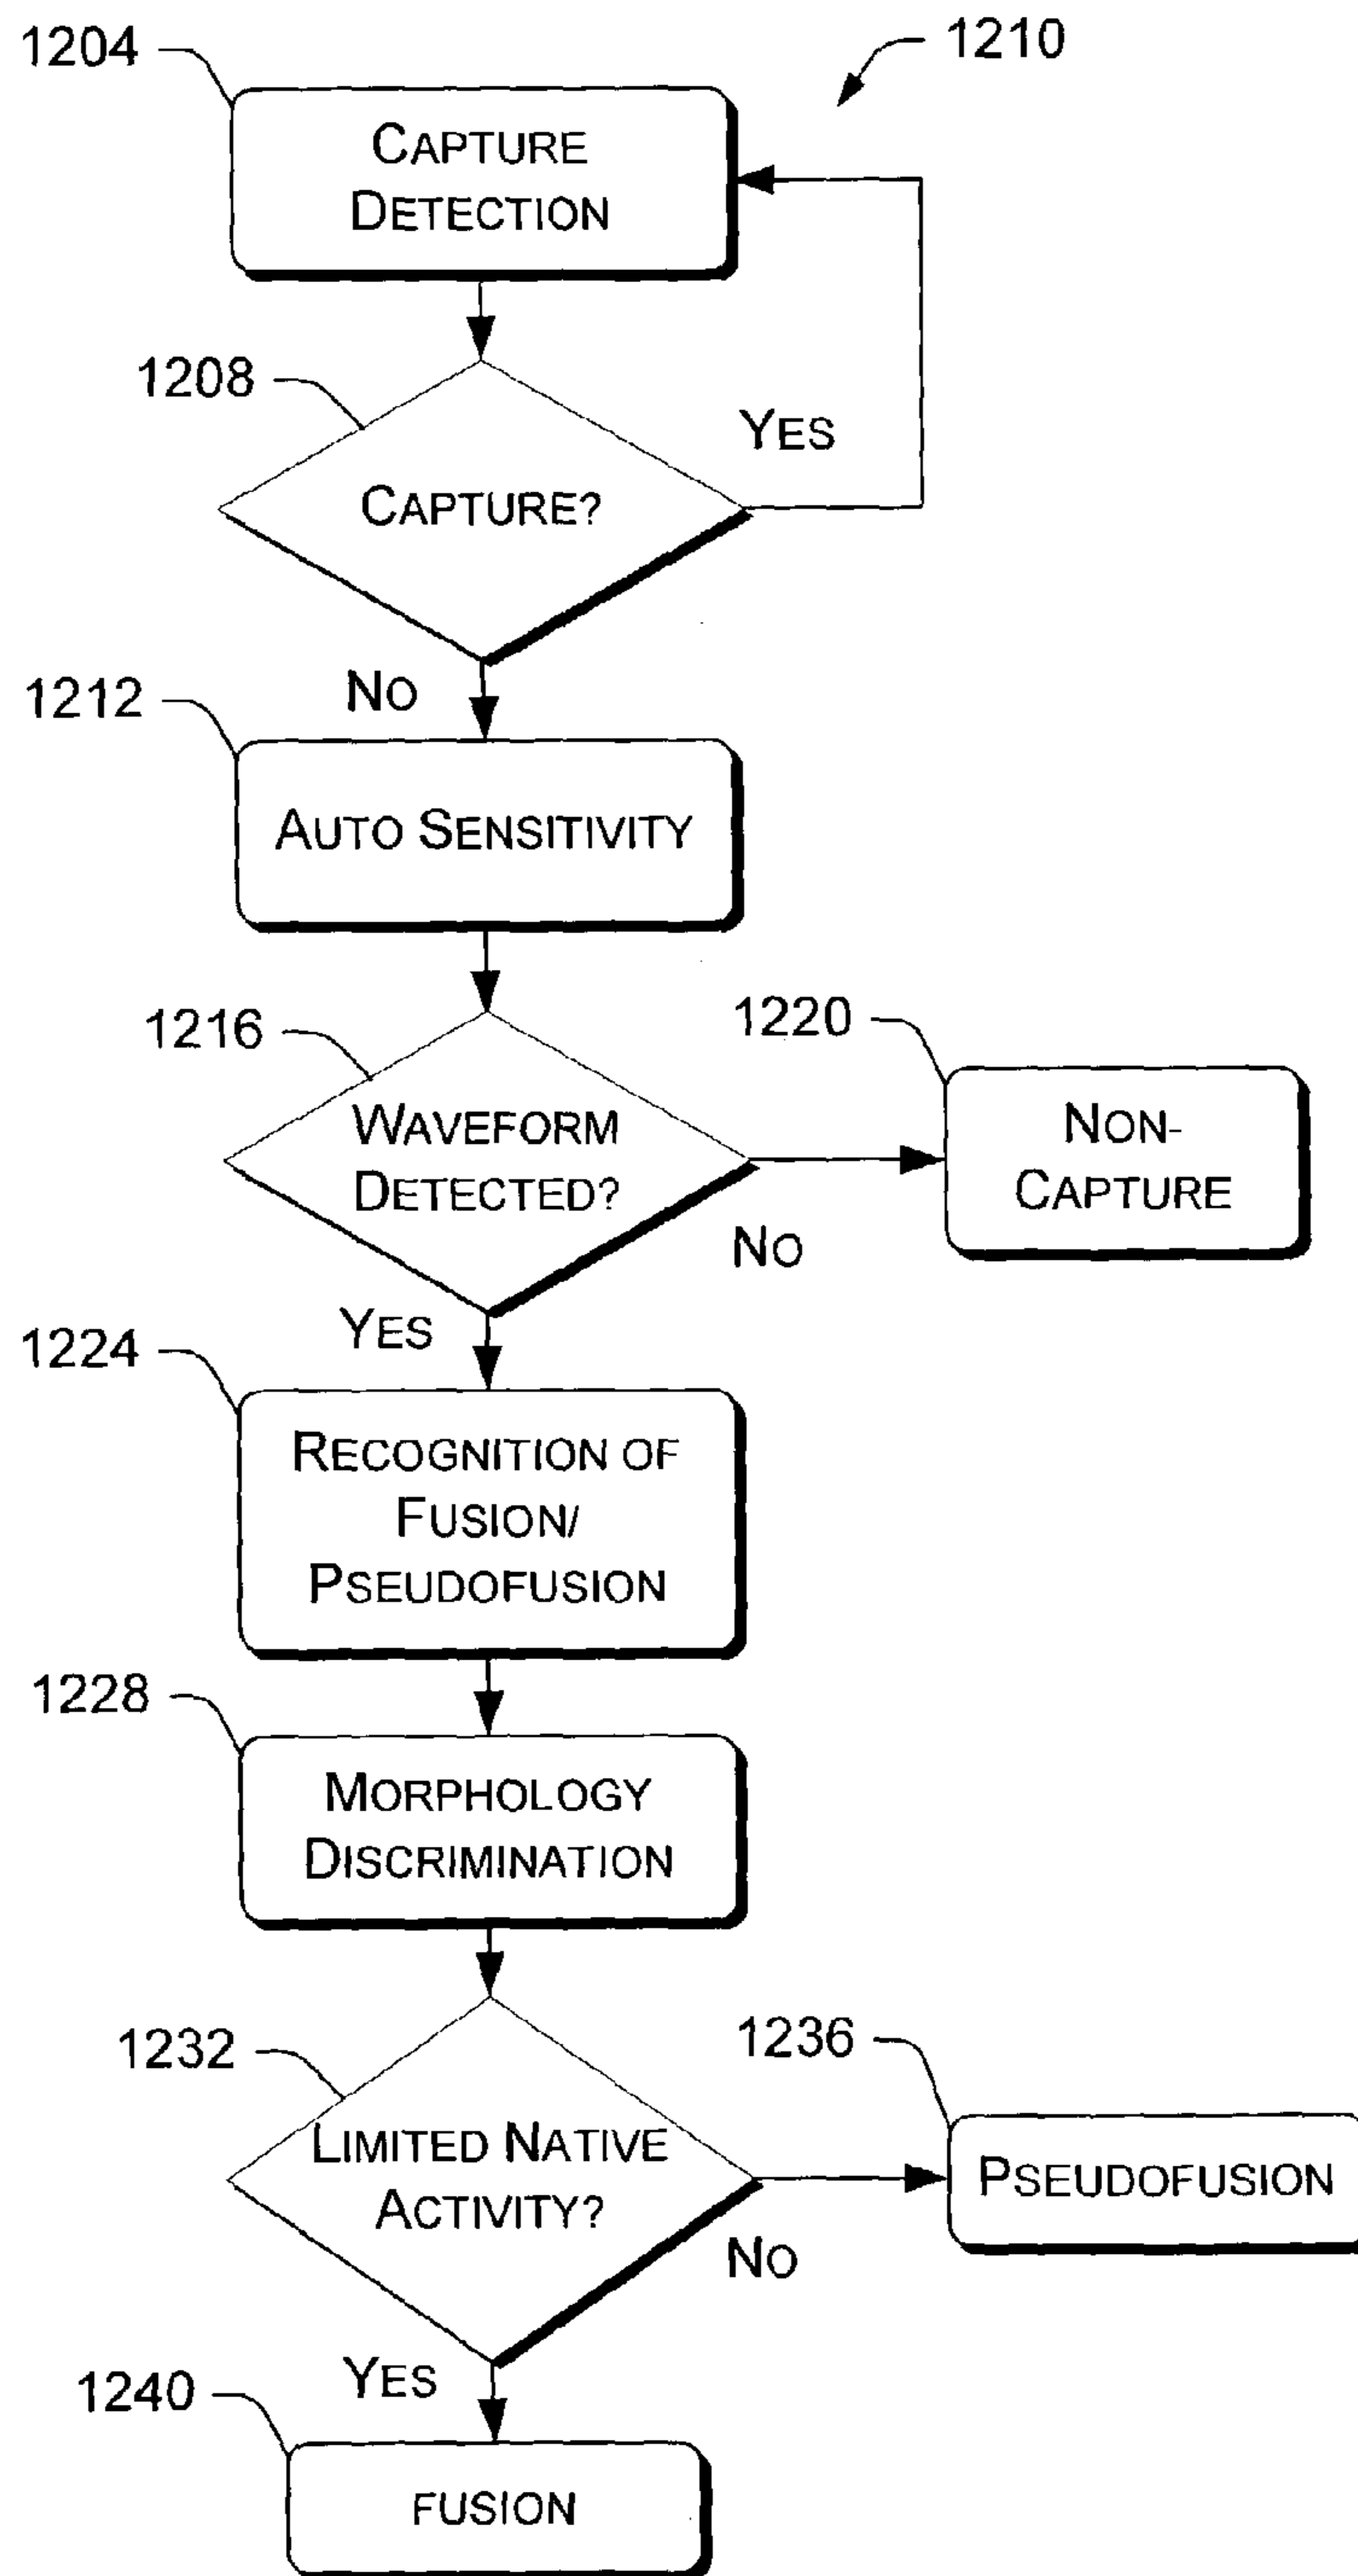 1204
1210
CAPTURE
DETECTION
1208
YES
CAPTURE?
NO
1212
AUTO SENSITIVITY
1216
1220
WAVEFORM
DETECTED?
NON-
CAPTURE
NO
YES
1224
RECOGNITION OF
FUSION/
PSEUDOFUSION
1228
MORPHOLOGY
DISCRIMINATION
1232
1236
LIMITED NATIVE
ACTIVITY?
PSEUDOFUSION
NO
YES
1240
FUSION